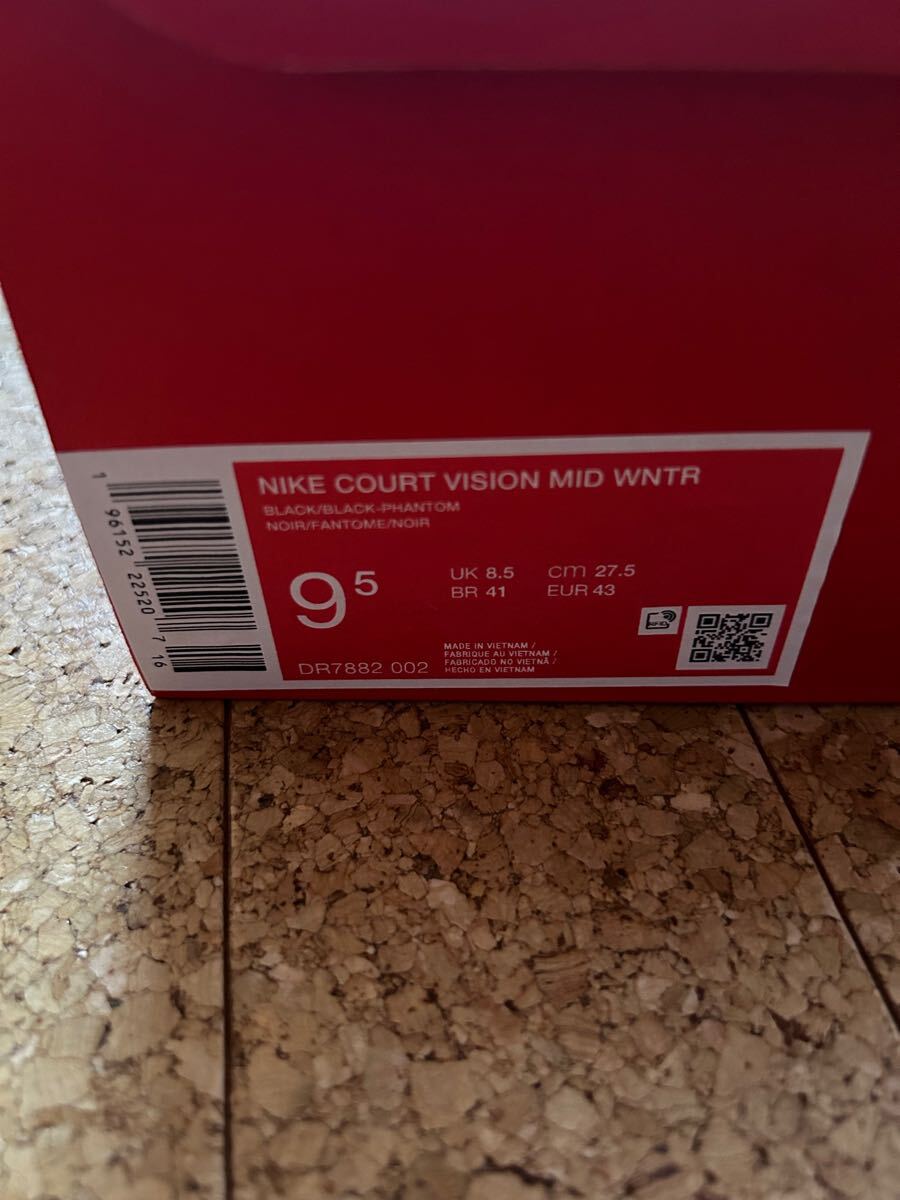 NIKE COURT VISION MID WNTR
BLACK/BLACK-PHANTOM
NOIR/FANTOME/NOIR
9⁵
UK 8.5 cm 27.5
BR 41 EUR 43
DR7882 002
MADE IN VIETNAM /
FABRIQUE AU VIETNAM /
FABRICADO NO VIETNÃ /
HECHO EN VIETNAM
RFID
1 96152 22520 7 16